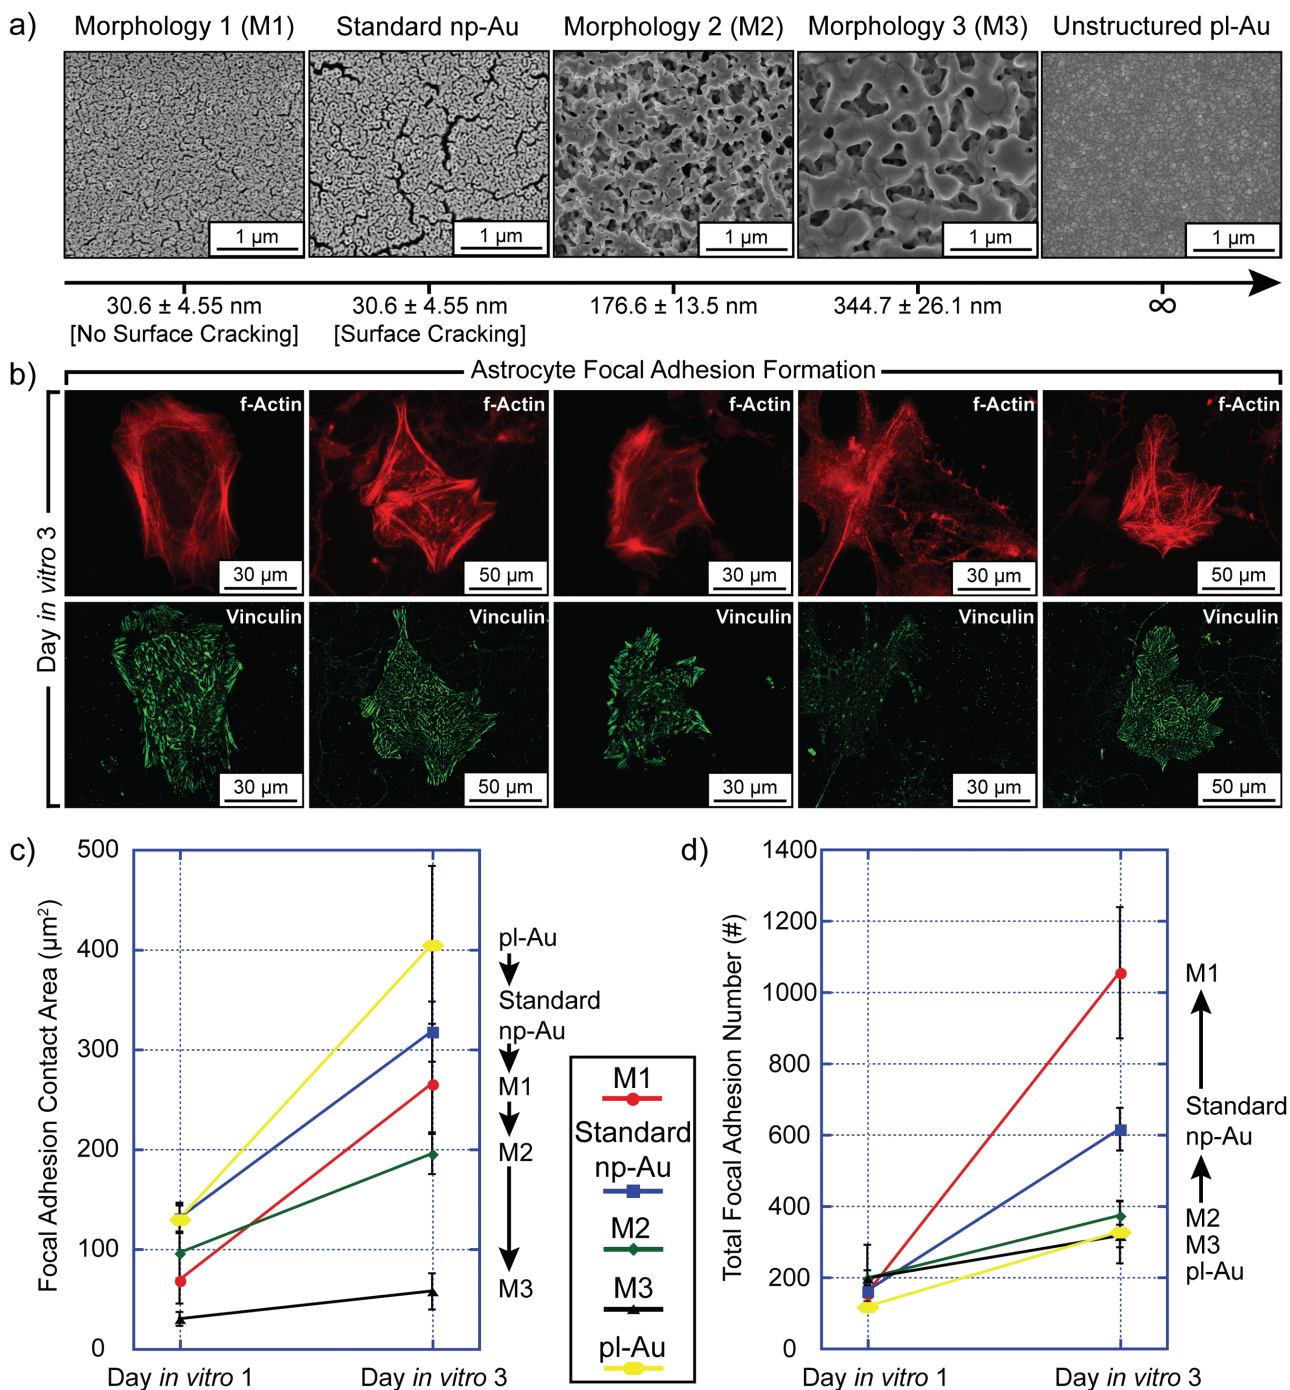 a)
Morphology 1 (M1)
Standard np-Au
Morphology 2 (M2)
Morphology 3 (M3)
Unstructured pl-Au
1 µm
1 µm
1 µm
1 µm
1 µm
30.6 ± 4.55 nm
[No Surface Cracking]
30.6 ± 4.55 nm
[Surface Cracking]
176.6 ± 13.5 nm
344.7 ± 26.1 nm
∞
b)
Astrocyte Focal Adhesion Formation
Day in vitro 3
f-Actin
f-Actin
f-Actin
f-Actin
f-Actin
30 µm
50 µm
30 µm
30 µm
50 µm
Vinculin
Vinculin
Vinculin
Vinculin
Vinculin
30 µm
50 µm
30 µm
30 µm
50 µm
c)
Focal Adhesion Contact Area (µm²)
500
400
300
200
100
0
Day in vitro 1
Day in vitro 3
pl-Au
Standard
np-Au
M1
M2
M3
M1
Standard
np-Au
M2
M3
pl-Au
d)
Total Focal Adhesion Number (#)
1400
1200
1000
800
600
400
200
0
Day in vitro 1
Day in vitro 3
M1
Standard
np-Au
M2
M3
pl-Au